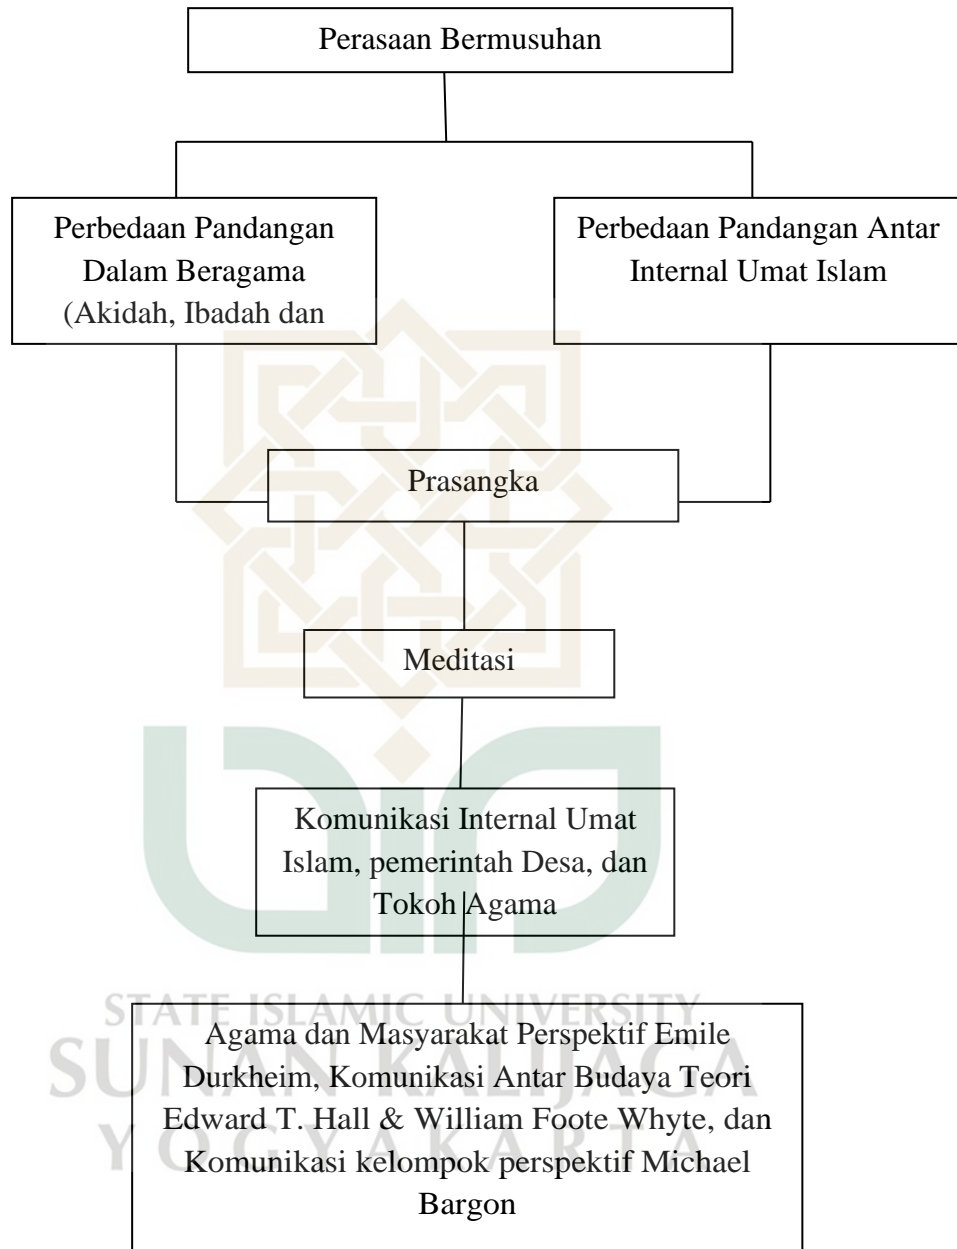 Perasaan Bermusuhan
Perbedaan Pandangan
Dalam Beragama
(Akidah, Ibadah dan
Perbedaan Pandangan Antar
Internal Umat Islam
Prasangka
Meditasi
Komunikasi Internal Umat
Islam, pemerintah Desa, dan
Tokoh Agama
STATE ISLAMIC UNIVERSITY
SUNAN KALIJAGA
YOGYAKARTA
Agama dan Masyarakat Perspektif Emile
Durkheim, Komunikasi Antar Budaya Teori
Edward T. Hall & William Foote Whyte, dan
Komunikasi kelompok perspektif Michael
Bargon